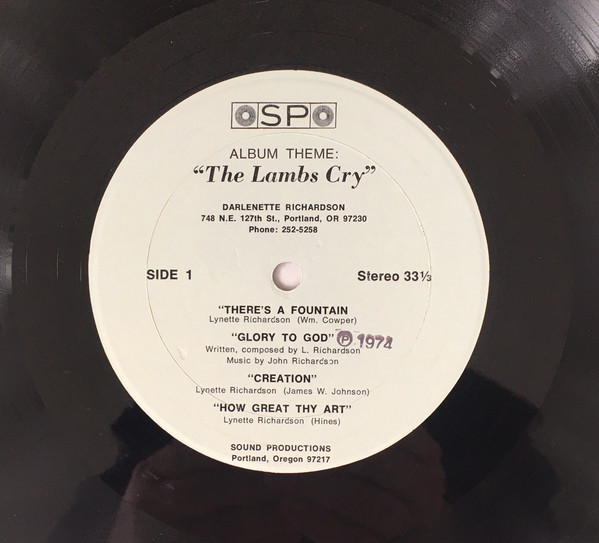 SP
ALBUM THEME:
"The Lambs Cry"
DARLENETTE RICHARDSON
748 N.E. 127th St., Portland, OR 97230
Phone: 252-5258
SIDE 1
Stereo 33⅓
"THERE'S A FOUNTAIN
Lynette Richardson (Wm. Cowper)
"GLORY TO GOD" Ⓟ 1974
Written, composed by L. Richardson
Music by John Richardson
"CREATION"
Lynette Richardson (James W. Johnson)
"HOW GREAT THY ART"
Lynette Richardson (Hines)
SOUND PRODUCTIONS
Portland, Oregon 97217